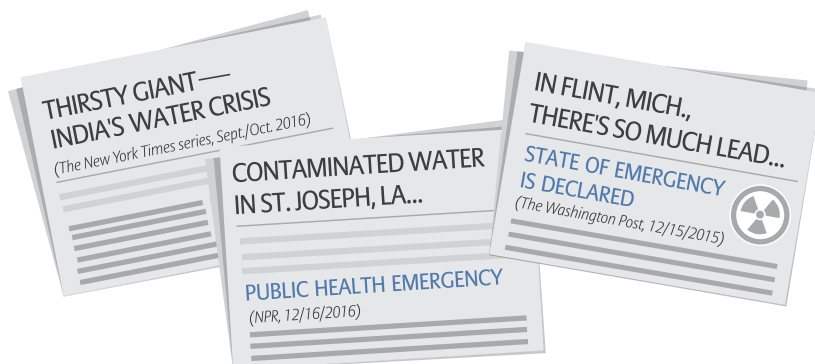 THIRSTY GIANT—
INDIA'S WATER CRISIS
(The New York Times series, Sept./Oct. 2016)
CONTAMINATED WATER
IN ST. JOSEPH, LA...
PUBLIC HEALTH EMERGENCY
(NPR, 12/16/2016)
IN FLINT, MICH.,
THERE'S SO MUCH LEAD...
STATE OF EMERGENCY
IS DECLARED
(The Washington Post, 12/15/2015)